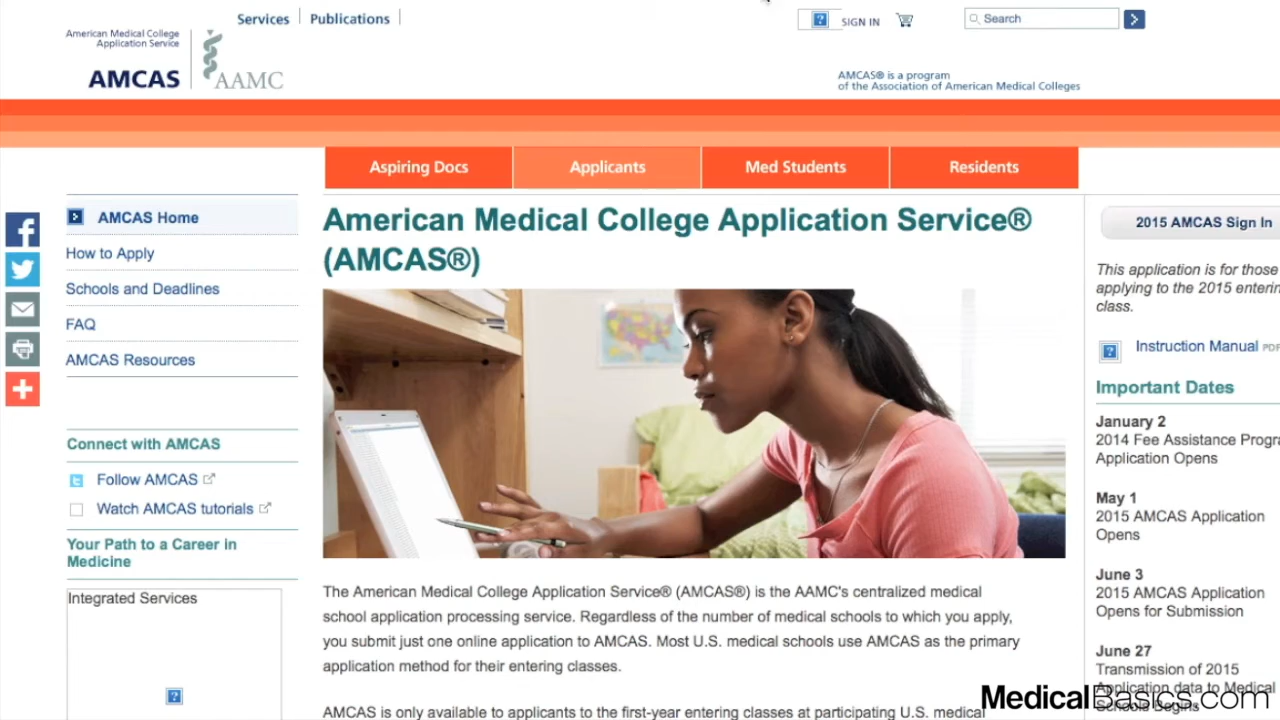 Services
Publications
SIGN IN
Search
American Medical College
Application Service
AMCAS
AAMC
AMCAS® is a program
of the Association of American Medical Colleges
Aspiring Docs
Applicants
Med Students
Residents
AMCAS Home
How to Apply
Schools and Deadlines
FAQ
AMCAS Resources
Connect with AMCAS
Follow AMCAS
Watch AMCAS tutorials
Your Path to a Career in
Medicine
Integrated Services
American Medical College Application Service®
(AMCAS®)
The American Medical College Application Service® (AMCAS®) is the AAMC's centralized medical
school application processing service. Regardless of the number of medical schools to which you apply,
you submit just one online application to AMCAS. Most U.S. medical schools use AMCAS as the primary
application method for their entering classes.
AMCAS is only available to applicants to the first-year entering classes at participating U.S. medical
2015 AMCAS Sign In
This application is for those
applying to the 2015 enterin
class.
Instruction Manual PDF
Important Dates
January 2
2014 Fee Assistance Progra
Application Opens
May 1
2015 AMCAS Application
Opens
June 3
2015 AMCAS Application
Opens for Submission
June 27
Transmission of 2015
Application data to Medical
Schools Begins
MedicalBasics.com